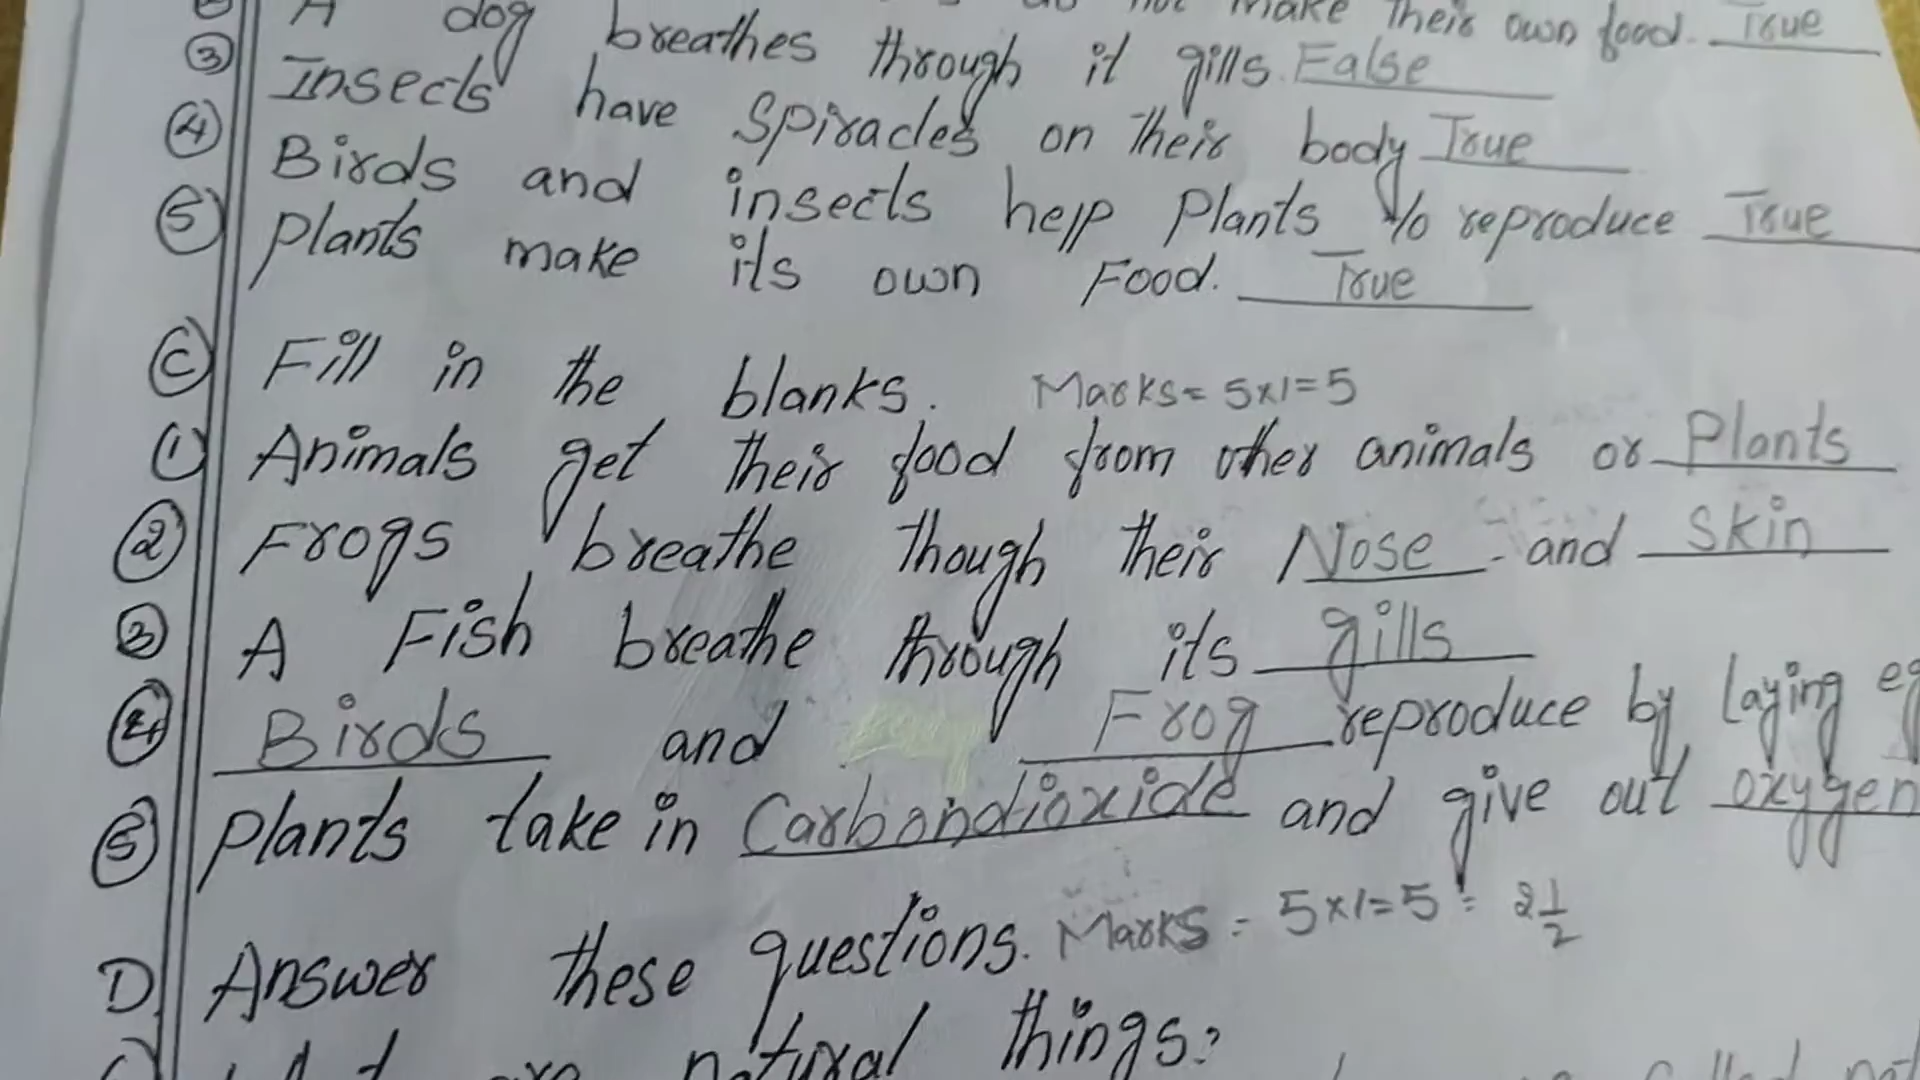 do not make their own food. True
③ A dog breathes through it gills. False
④ Insects have Spiracles on their body True
⑤ Birds and insects help Plants to reproduce True
Plants make its own Food. True
Ⓒ Fill in the blanks. Marks = 5x1=5
① Animals get their food from other animals or Plants
② Frogs breathe though their Nose and Skin
③ A Fish breathe through its gills
④ Birds and Frog reproduce by laying eg
⑤ Plants take in Carbondioxide and give out oxygen
D Answer these questions. Marks = 5x1=5 = 2 1/2
natural things?